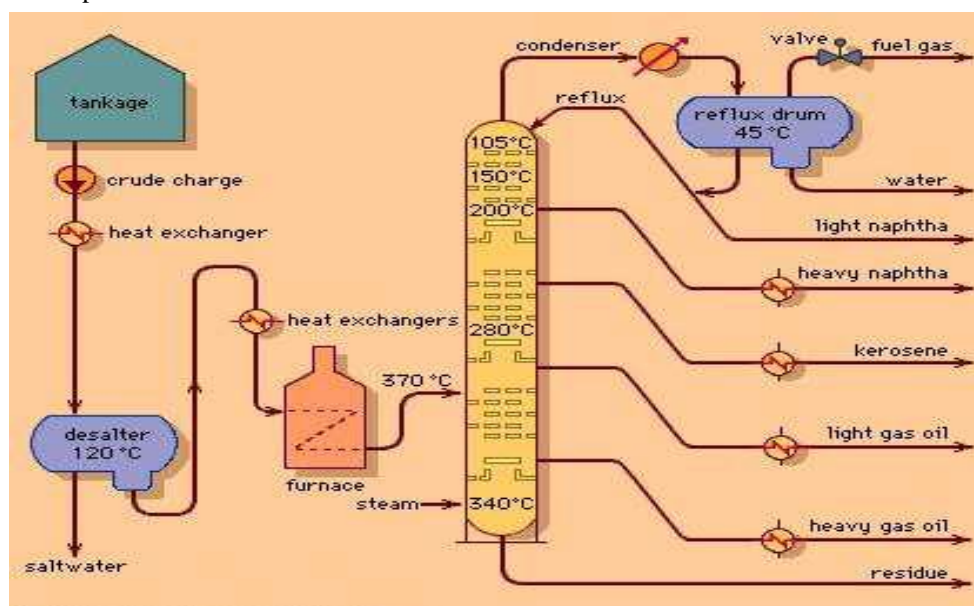 tankage
crude charge
heat exchanger
desalter
120°C
saltwater
heat exchangers
furnace
370 °C
steam
condenser
reflux
105°C
150°C
200°C
280°C
340°C
valve
fuel gas
reflux drum
45°C
water
light naphtha
heavy naphtha
kerosene
light gas oil
heavy gas oil
residue